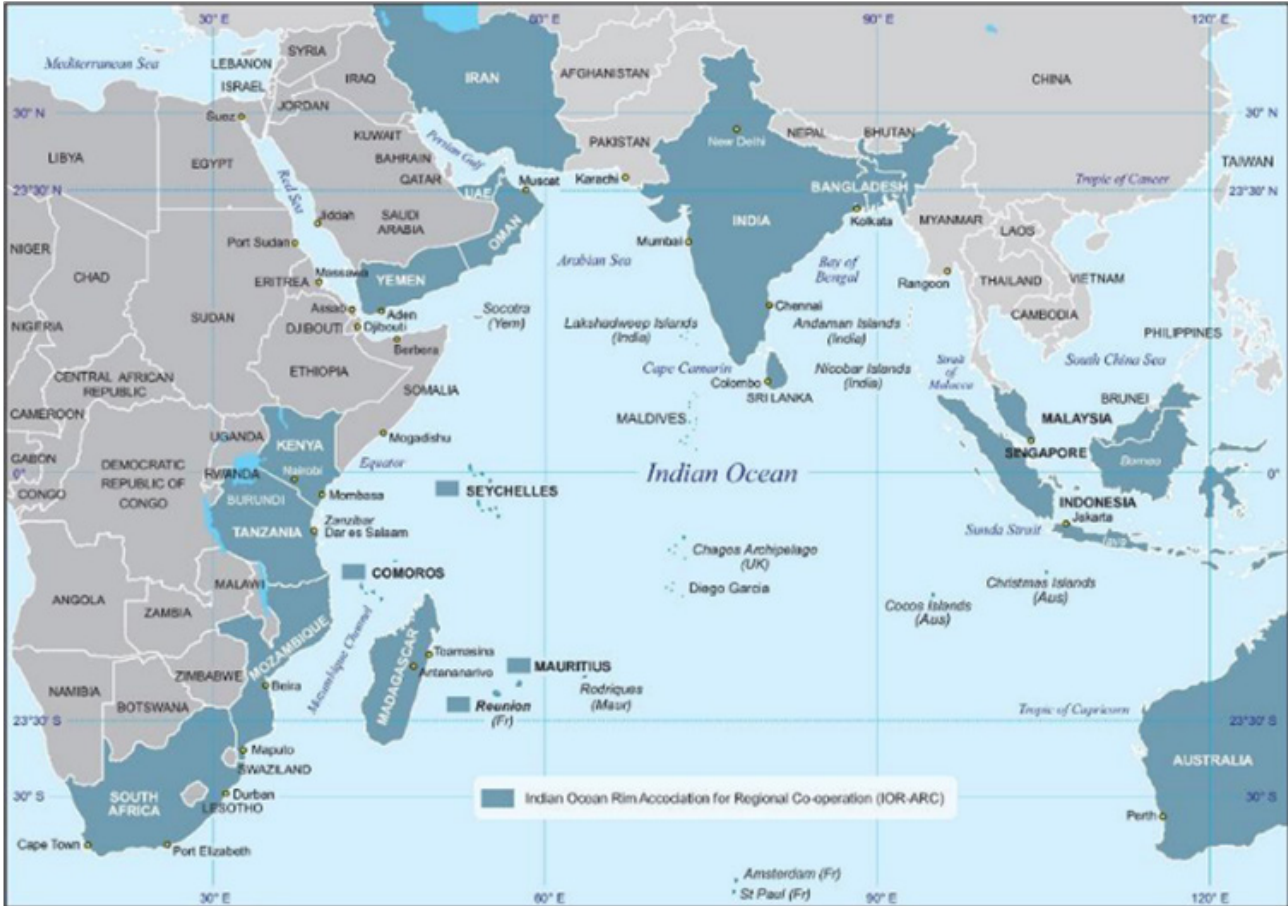 30° E
60° E
90° E
120° E
Mediterranean Sea
LEBANON
SYRIA
ISRAEL
IRAQ
JORDAN
IRAN
AFGHANISTAN
CHINA
30° N
30° N
Suez
KUWAIT
Persian Gulf
PAKISTAN
New Delhi
NEPAL
BHUTAN
LIBYA
EGYPT
BAHRAIN
QATAR
TAIWAN
Red Sea
UAE
Muscat
Karachi
BANGLADESH
Tropic of Cancer
23°30' N
23°30' N
Jiddah
SAUDI
ARABIA
OMAN
INDIA
Kolkata
MYANMAR
LAOS
NIGER
CHAD
Port Sudan
Mumbai
Arabian Sea
Bay of
Bengal
Rangoon
THAILAND
VIETNAM
ERITREA
Massawa
YEMEN
SUDAN
Assab
Aden
Socotra
(Yem)
Chennai
NIGERIA
DJIBOUTI
Djibouti
Lakshadweep Islands
(India)
Andaman Islands
(India)
CAMBODIA
PHILIPPINES
Berbera
ETHIOPIA
Cape Camarin
Nicobar Islands
(India)
Strait
of
Malacca
South China Sea
CENTRAL AFRICAN
REPUBLIC
SOMALIA
Colombo
SRI LANKA
BRUNEI
CAMEROON
MALDIVES
MALAYSIA
UGANDA
KENYA
Mogadishu
SINGAPORE
GABON
DEMOCRATIC
REPUBLIC OF
CONGO
RWANDA
Nairobi
Equator
Indian Ocean
Borneo
0°
0°
CONGO
BURUNDI
Mombasa
SEYCHELLES
INDONESIA
TANZANIA
Zanzibar
Dar es Salaam
Sunda Strait
Jakarta
Java
Chagos Archipelago
(UK)
COMOROS
MALAWI
Diego Garcia
Christmas Islands
(Aus)
ANGOLA
ZAMBIA
Cocos Islands
(Aus)
MOZAMBIQUE
Mozambique Channel
MADAGASCAR
Toamasina
Antananarivo
MAURITIUS
ZIMBABWE
Beira
Rodriques
(Maur)
NAMIBIA
BOTSWANA
Reunion
(Fr)
Tropic of Capricorn
23°30' S
23°30' S
Maputo
SWAZILAND
AUSTRALIA
SOUTH
AFRICA
Durban
LESOTHO
30° S
30° S
Indian Ocean Rim Accociation for Regional Co-operation (IOR-ARC)
Perth
Cape Town
Port Elizabeth
Amsterdam (Fr)
St Paul (Fr)
30° E
60° E
90° E
120° E